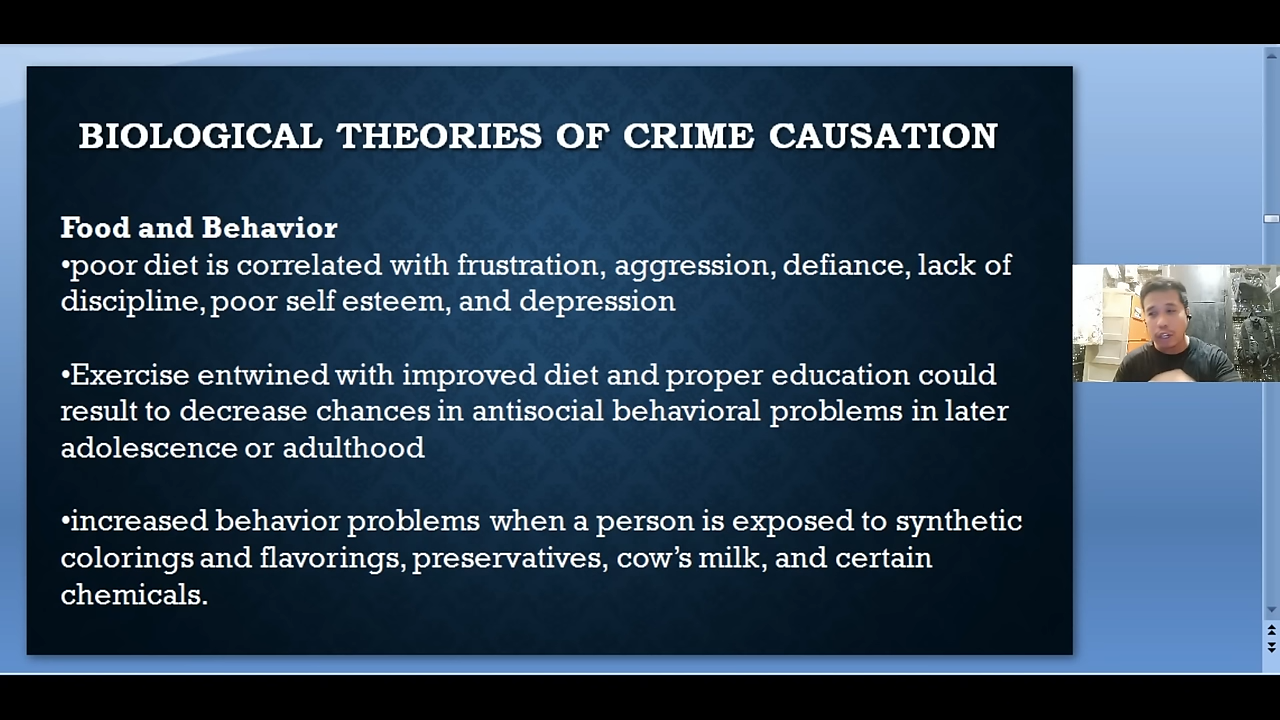 BIOLOGICAL THEORIES OF CRIME CAUSATION
Food and Behavior
•poor diet is correlated with frustration, aggression, defiance, lack of
discipline, poor self esteem, and depression
•Exercise entwined with improved diet and proper education could
result to decrease chances in antisocial behavioral problems in later
adolescence or adulthood
•increased behavior problems when a person is exposed to synthetic
colorings and flavorings, preservatives, cow’s milk, and certain
chemicals.